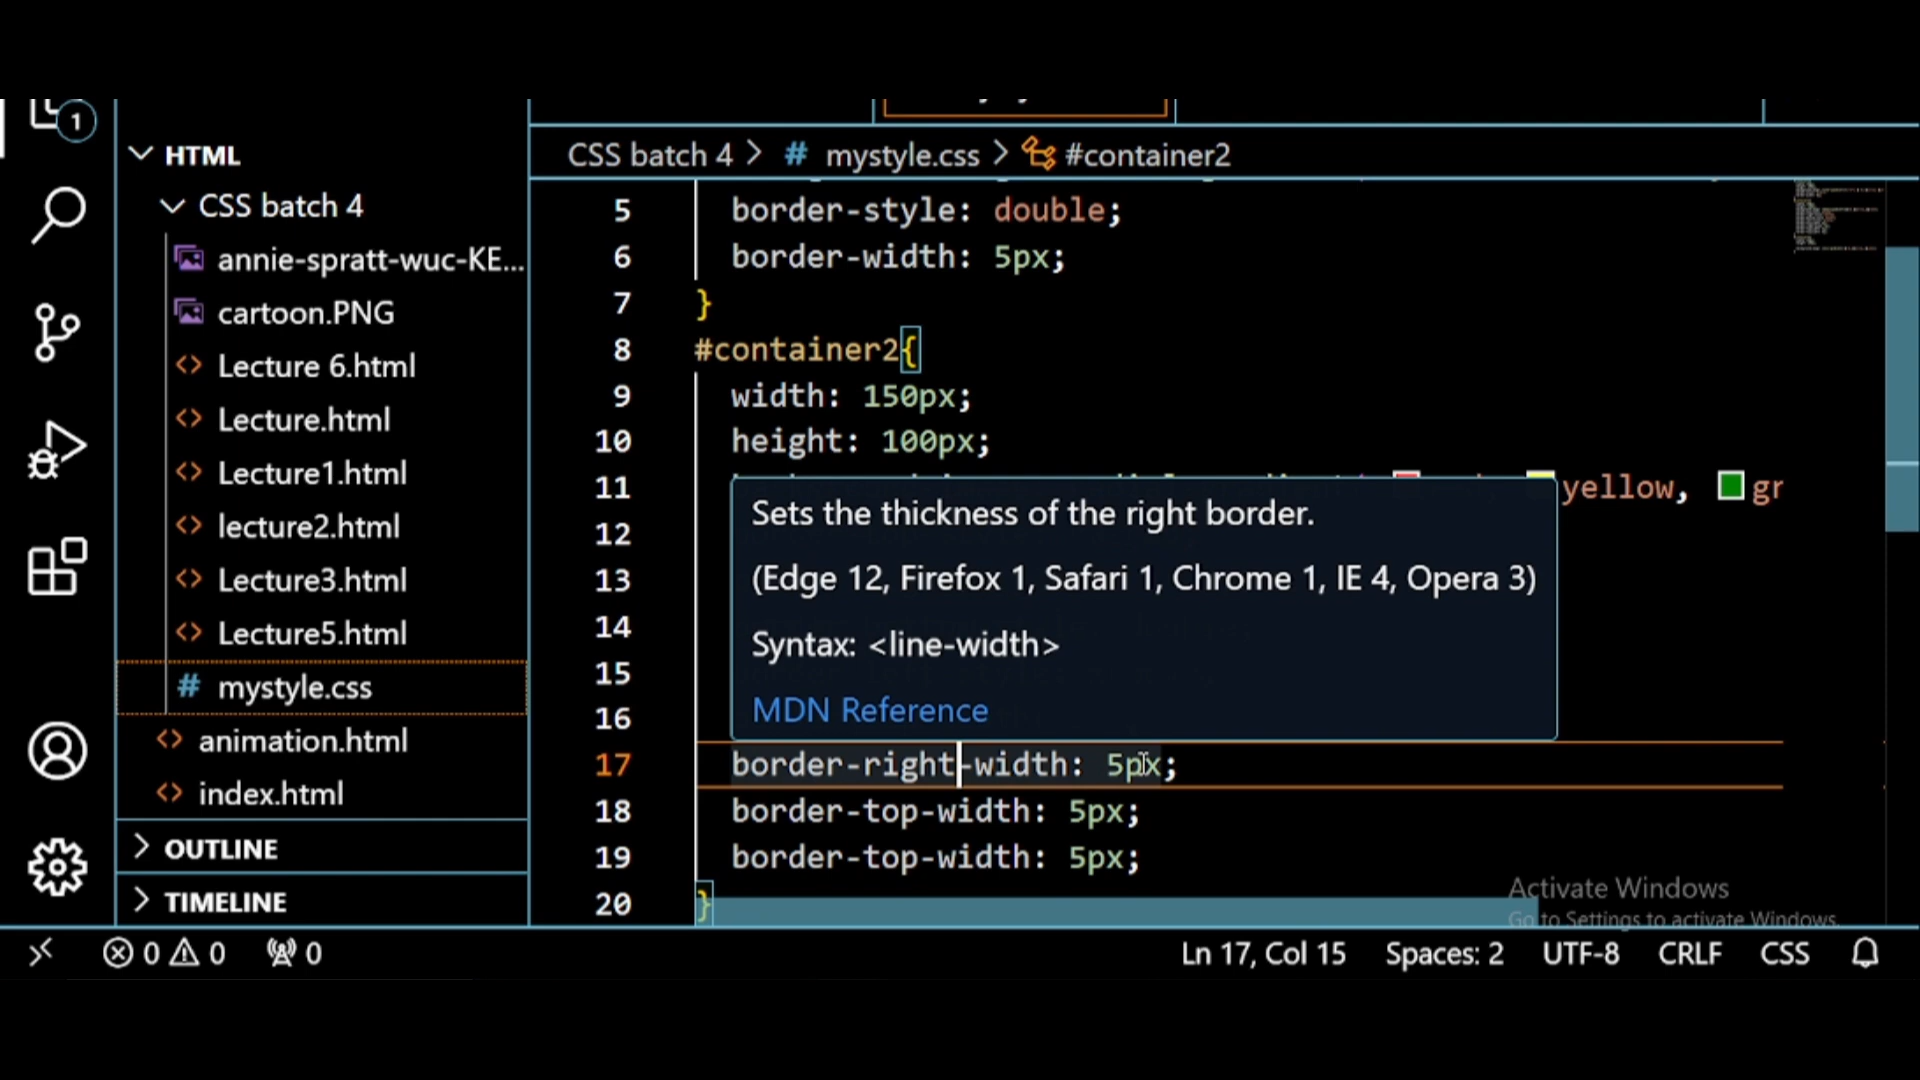 1
HTML
CSS batch 4
annie-spratt-wuc-KE...
cartoon.PNG
Lecture 6.html
Lecture.html
Lecture1.html
lecture2.html
Lecture3.html
Lecture5.html
# mystyle.css
animation.html
index.html
OUTLINE
TIMELINE
CSS batch 4 > # mystyle.css > #container2
5 border-style: double;
6 border-width: 5px;
7 }
8 #container2{
9 width: 150px;
10 height: 100px;
11 yellow, gr
12
13
14
15
16
Sets the thickness of the right border.
(Edge 12, Firefox 1, Safari 1, Chrome 1, IE 4, Opera 3)
Syntax: <line-width>
MDN Reference
17 border-right-width: 5px;
18 border-top-width: 5px;
19 border-top-width: 5px;
20 }
Activate Windows
Go to Settings to activate Windows.
0 0 0
Ln 17, Col 15 Spaces: 2 UTF-8 CRLF CSS